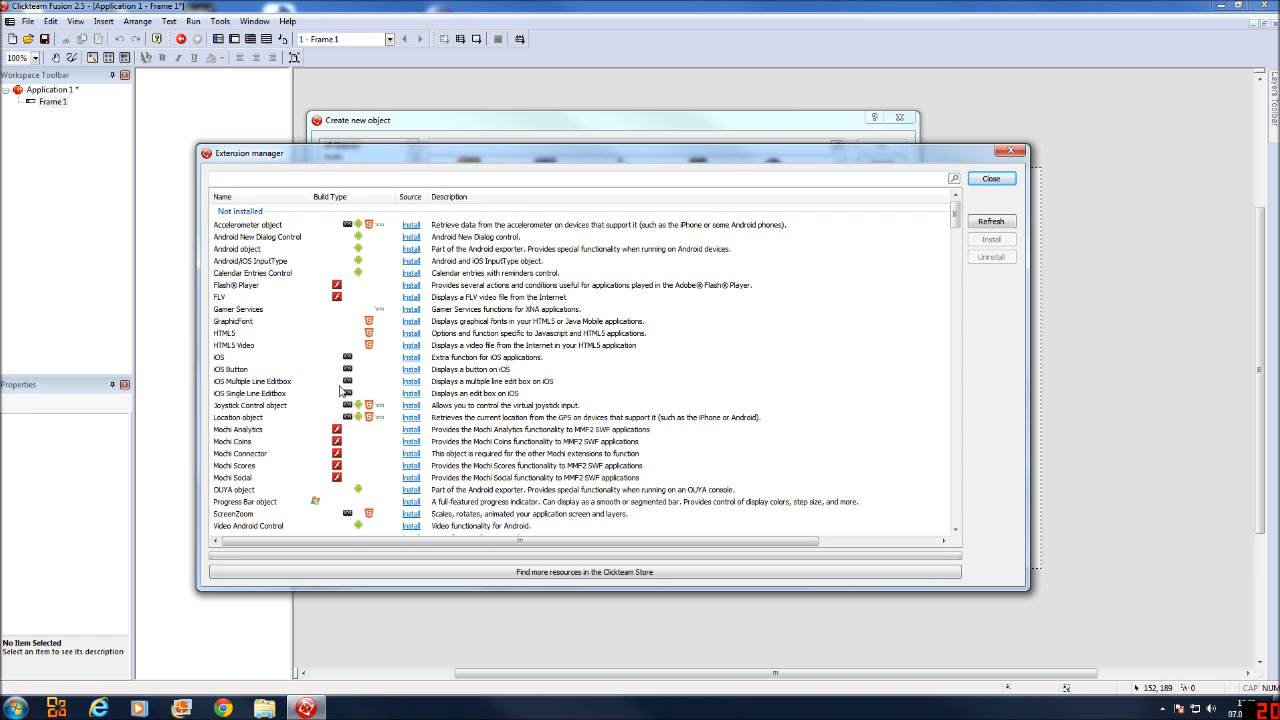 Clickteam Fusion 2.5 - [Application 1 - Frame 1*]
File Edit View Insert Arrange Text Run Tools Window Help
1 - Frame1
100%
Workspace Toolbar
Application 1 *
Frame1
Layers Toolbar
Create new object
Extension manager
Close
Name Build Type Source Description
Not installed
Refresh
Accelerometer object Install Retrieve data from the accelerometer on devices that support it (such as the iPhone or some Android phones).
Android New Dialog Control Install Android New Dialog control.
Install
Android object Install Part of the Android exporter. Provides special functionality when running on Android devices.
Uninstall
Android/iOS InputType Install Android and iOS InputType object.
Calendar Entries Control Install Calendar entries with reminders control.
Flash® Player Install Provides several actions and conditions useful for applications played in the Adobe® Flash® Player.
FLV Install Displays a FLV video file from the Internet
Gamer Services Install Gamer Services functions for XNA applications.
GraphicFont Install Displays graphical fonts in your HTML5 or Java Mobile applications.
HTML5 Install Options and function specific to Javascript and HTML5 applications.
HTML5 Video Install Displays a video file from the Internet in your HTML5 application
iOS Install Extra function for iOS applications.
iOS Button Install Displays a button on iOS
iOS Multiple Line Editbox Install Displays a multiple line edit box on iOS
iOS Single Line Editbox Install Displays an edit box on iOS
Joystick Control object Install Allows you to control the virtual joystick input.
Location object Install Retrieves the current location from the GPS on devices that support it (such as the iPhone or Android).
Mochi Analytics Install Provides the Mochi Analytics functionality to MMF2 SWF applications
Mochi Coins Install Provides the Mochi Coins functionality to MMF2 SWF applications
Mochi Connector Install This object is required for the other Mochi extensions to function
Mochi Scores Install Provides the Mochi Scores functionality to MMF2 SWF applications
Mochi Social Install Provides the Mochi Social functionality to MMF2 SWF applications
OUYA object Install Part of the Android exporter. Provides special functionality when running on an OUYA console.
Progress Bar object Install A full-featured progress indicator. Can display as a smooth or segmented bar. Provides control of display colors, step size, and more.
ScreenZoom Install Scales, rotates, animated your application screen and layers.
Video Android Control Install Video functionality for Android.
Find more resources in the Clickteam Store
Properties
No Item Selected
Select an item to see its description
152, 189 0 CAP NUM
07.0
20